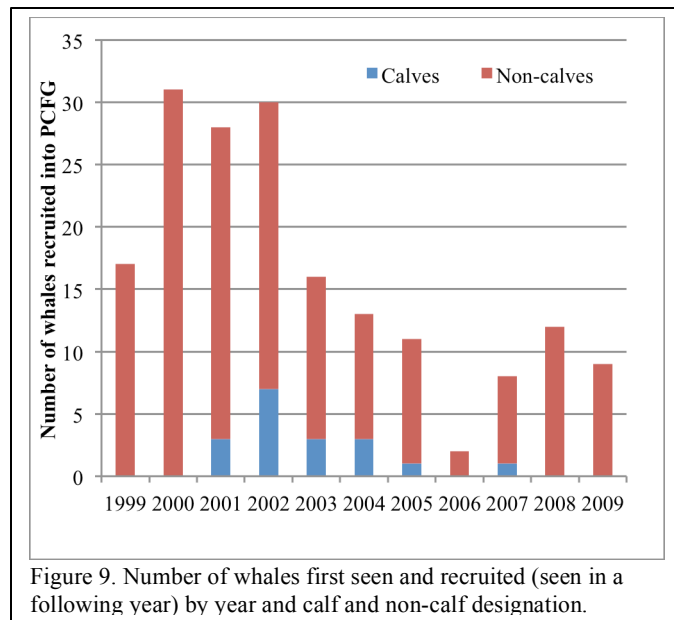 35
Calves Non-calves
30
25
20
15
10
5
0
Number of whales recruited into PCFG
1999 2000 2001 2002 2003 2004 2005 2006 2007 2008 2009
Figure 9. Number of whales first seen and recruited (seen in a
following year) by year and calf and non-calf designation.